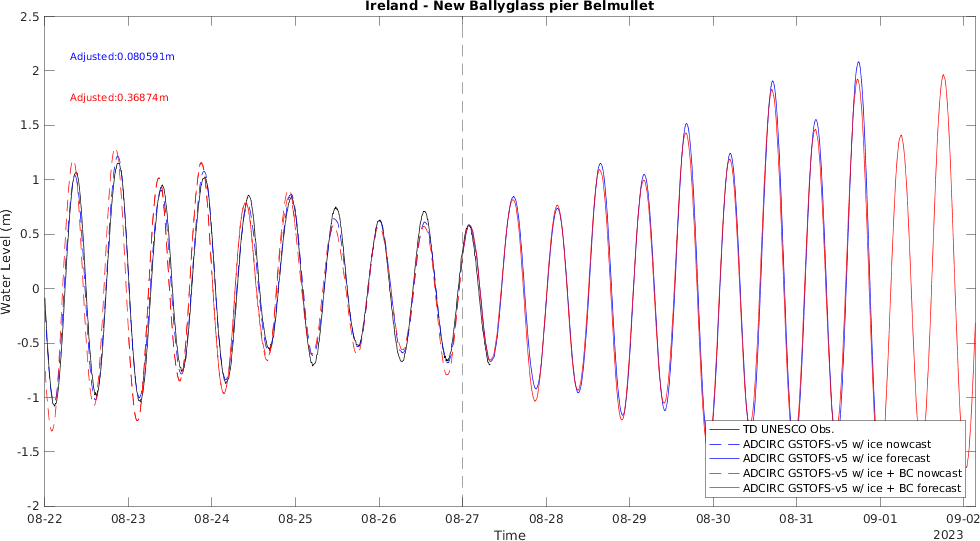 Ireland - New Ballyglass pier Belmullet
2.5
Adjusted:0.080591m
2
Adjusted:0.36874m
1.5
1
0.5
0
-0.5
-1
-1.5
-2
Water Level (m)
TD UNESCO Obs.
ADCIRC GSTOFS-v5 w/ ice nowcast
ADCIRC GSTOFS-v5 w/ ice forecast
ADCIRC GSTOFS-v5 w/ ice + BC nowcast
ADCIRC GSTOFS-v5 w/ ice + BC forecast
08-22 08-23 08-24 08-25 08-26 08-27 08-28 08-29 08-30 08-31 09-01 09-02
Time
2023